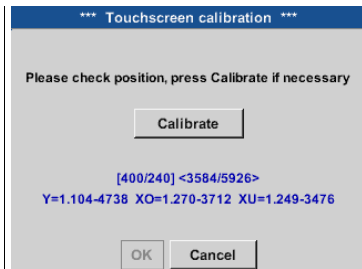 *** Touchscreen calibration ***
Please check position, press Calibrate if necessary
Calibrate
[400/240] <3584/5926>
Y=1.104-4738 XO=1.270-3712 XU=1.249-3476
OK Cancel